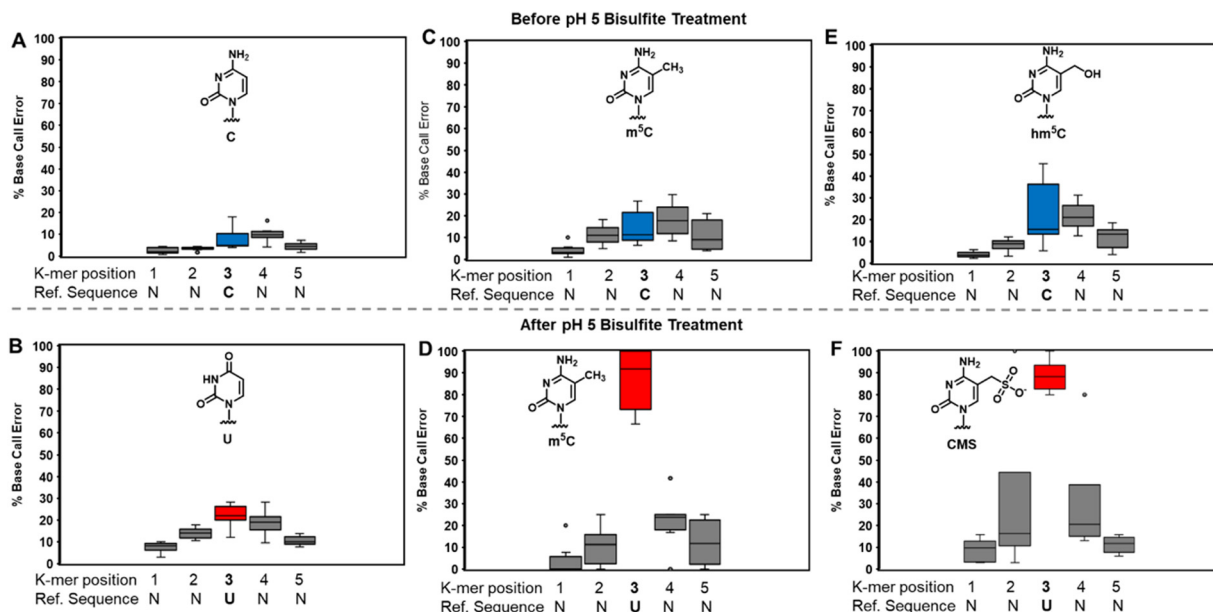 Before pH 5 Bisulfite Treatment
A
% Base Call Error
100
90
80
70
60
50
40
30
20
10
0
NH2
N
O
N
C
K-mer position 1 2 3 4 5
Ref. Sequence N N C N N
C
% Base Call Error
100
90
80
70
60
50
40
30
20
10
0
NH2
CH3
N
O
N
m5C
K-mer position 1 2 3 4 5
Ref. Sequence N N C N N
E
% Base Call Error
100
90
80
70
60
50
40
30
20
10
0
NH2
OH
N
O
N
hm5C
K-mer position 1 2 3 4 5
Ref. Sequence N N C N N
After pH 5 Bisulfite Treatment
B
% Base Call Error
100
90
80
70
60
50
40
30
20
10
0
O
HN
O
N
U
K-mer position 1 2 3 4 5
Ref. Sequence N N U N N
D
% Base Call Error
100
90
80
70
60
50
40
30
20
10
0
NH2
CH3
N
O
N
m5C
K-mer position 1 2 3 4 5
Ref. Sequence N N U N N
F
% Base Call Error
100
90
80
70
60
50
40
30
20
10
0
NH2
O
S
O-
O
N
O
N
CMS
K-mer position 1 2 3 4 5
Ref. Sequence N N U N N